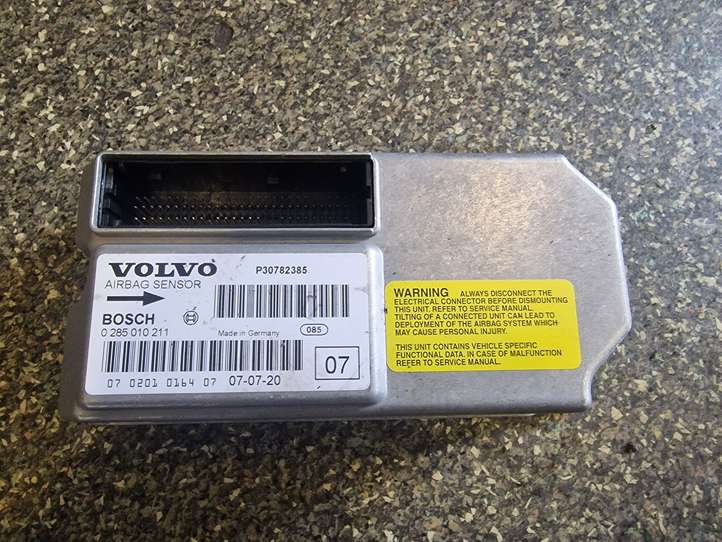 VOLVO
P30782385
AIRBAG SENSOR
BOSCH
0 285 010 211
Made in Germany
085
07
07 0201 0164 07
07-07-20
WARNING ALWAYS DISCONNECT THE
ELECTRICAL CONNECTOR BEFORE DISMOUNTING
THIS UNIT. REFER TO SERVICE MANUAL.
TILTING OF A CONNECTED UNIT CAN LEAD TO
DEPLOYMENT OF THE AIRBAG SYSTEM WHICH
MAY CAUSE PERSONAL INJURY.
THIS UNIT CONTAINS VEHICLE SPECIFIC
FUNCTIONAL DATA. IN CASE OF MALFUNCTION
REFER TO SERVICE MANUAL.